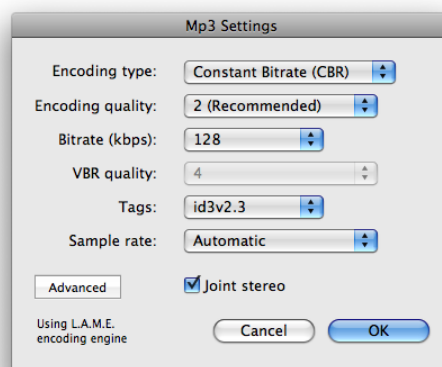 Mp3 Settings
Encoding type: Constant Bitrate (CBR)
Encoding quality: 2 (Recommended)
Bitrate (kbps): 128
VBR quality: 4
Tags: id3v2.3
Sample rate: Automatic
Advanced Joint stereo
Using L.A.M.E.
encoding engine
Cancel OK